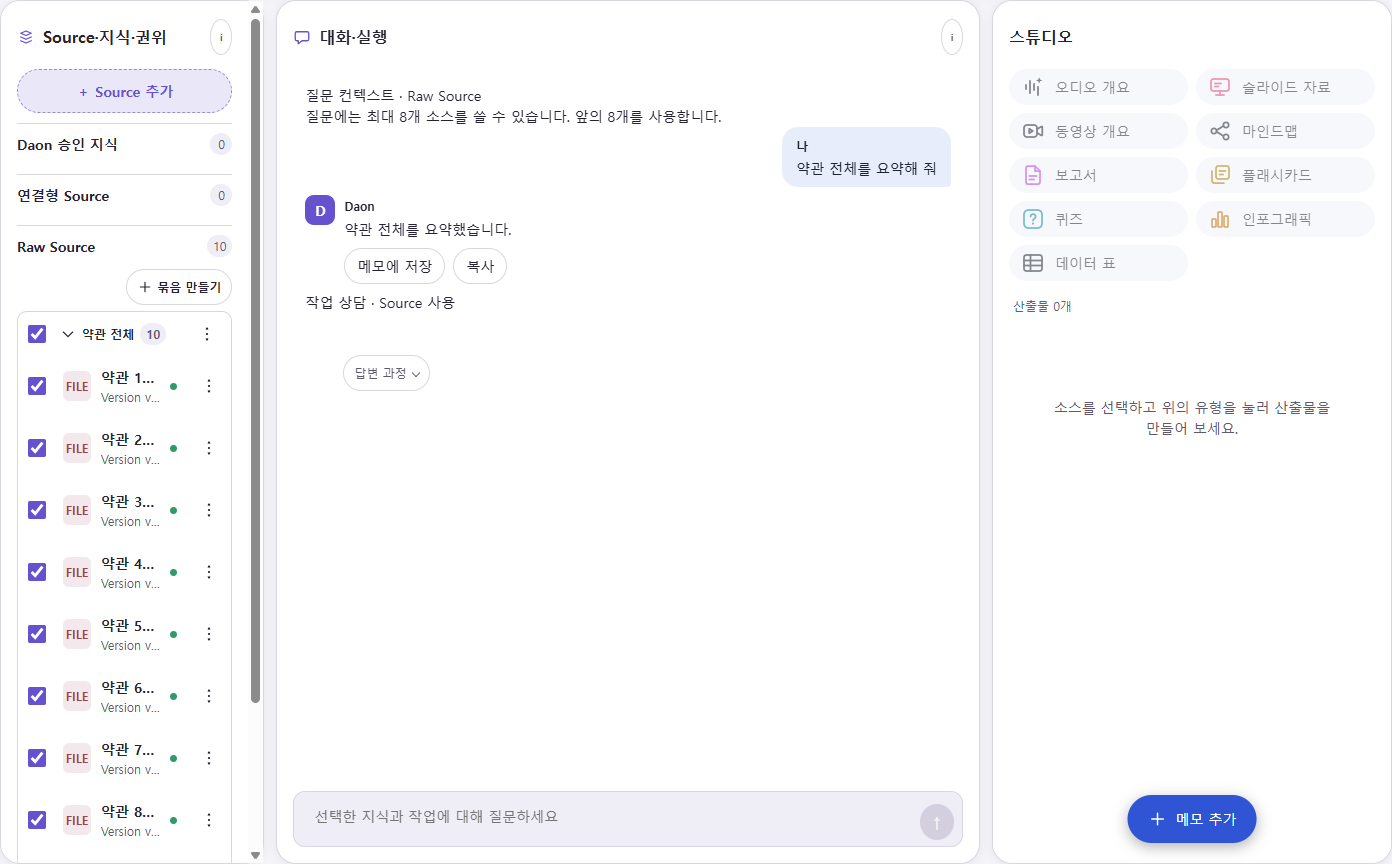 Source·지식·권위
i
+ Source 추가
Daon 승인 지식 0
연결형 Source 0
Raw Source 10
+ 묶음 만들기
약관 전체 10
FILE 약관 1...
Version v...
FILE 약관 2...
Version v...
FILE 약관 3...
Version v...
FILE 약관 4...
Version v...
FILE 약관 5...
Version v...
FILE 약관 6...
Version v...
FILE 약관 7...
Version v...
FILE 약관 8...
Version v...
대화·실행
i
질문 컨텍스트 · Raw Source
질문에는 최대 8개 소스를 쓸 수 있습니다. 앞의 8개를 사용합니다.
나
약관 전체를 요약해 줘
D Daon
약관 전체를 요약했습니다.
메모에 저장 복사
작업 상담 · Source 사용
답변 과정
선택한 지식과 작업에 대해 질문하세요
스튜디오
오디오 개요 슬라이드 자료
동영상 개요 마인드맵
보고서 플래시카드
퀴즈 인포그래픽
데이터 표
산출물 0개
소스를 선택하고 위의 유형을 눌러 산출물을
만들어 보세요.
+ 메모 추가